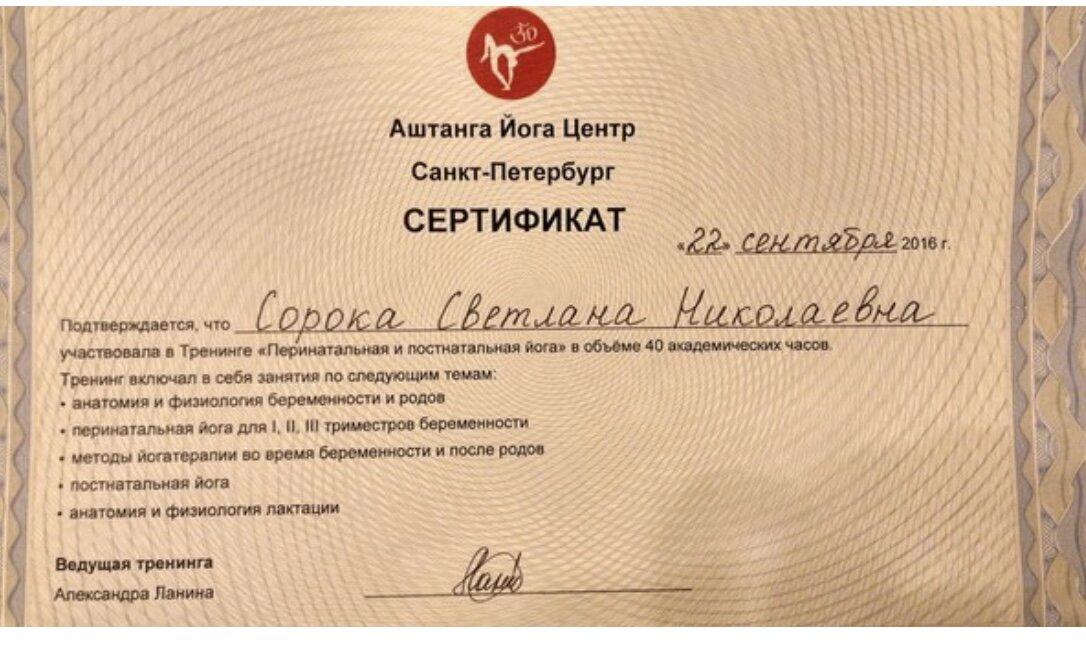 ॐ
Аштанга Йога Центр
Санкт-Петербург
СЕРТИФИКАТ
«22» сентября 2016 г.
Подтверждается, что Сорока Светлана Николаевна
участвовала в Тренинге «Перинатальная и постнатальная йога» в объёме 40 академических часов.
Тренинг включал в себя занятия по следующим темам:
• анатомия и физиология беременности и родов
• перинатальная йога для I, II, III триместров беременности
• методы йогатерапии во время беременности и после родов
• постнатальная йога
• анатомия и физиология лактации
Ведущая тренинга
Александра Ланина